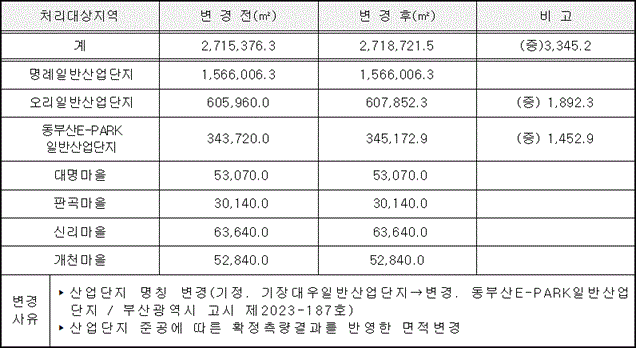 처리대상지역 변 경 전(㎡) 변 경 후(㎡) 비 고
계 2,715,376.3 2,718,721.5 (증)3,345.2
명례일반산업단지 1,566,006.3 1,566,006.3
오리일반산업단지 605,960.0 607,852.3 (증) 1,892.3
동부산E-PARK
일반산업단지 343,720.0 345,172.9 (증) 1,452.9
대명마을 53,070.0 53,070.0
판곡마을 30,140.0 30,140.0
신리마을 63,640.0 63,640.0
개천마을 52,840.0 52,840.0
변경
사유
▸산업단지 명칭 변경(기정. 기장대우일반산업단지→변경. 동부산E-PARK일반산업
단지 / 부산광역시 고시 제2023-187호)
▸산업단지 준공에 따른 확정측량결과를 반영한 면적변경